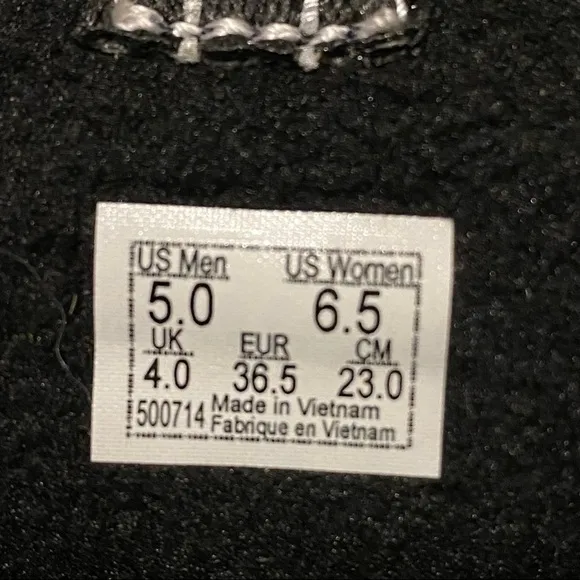 US Men US Women
5.0 6.5
UK EUR CM
4.0 36.5 23.0
500714 Made in Vietnam
Fabrique en Vietnam